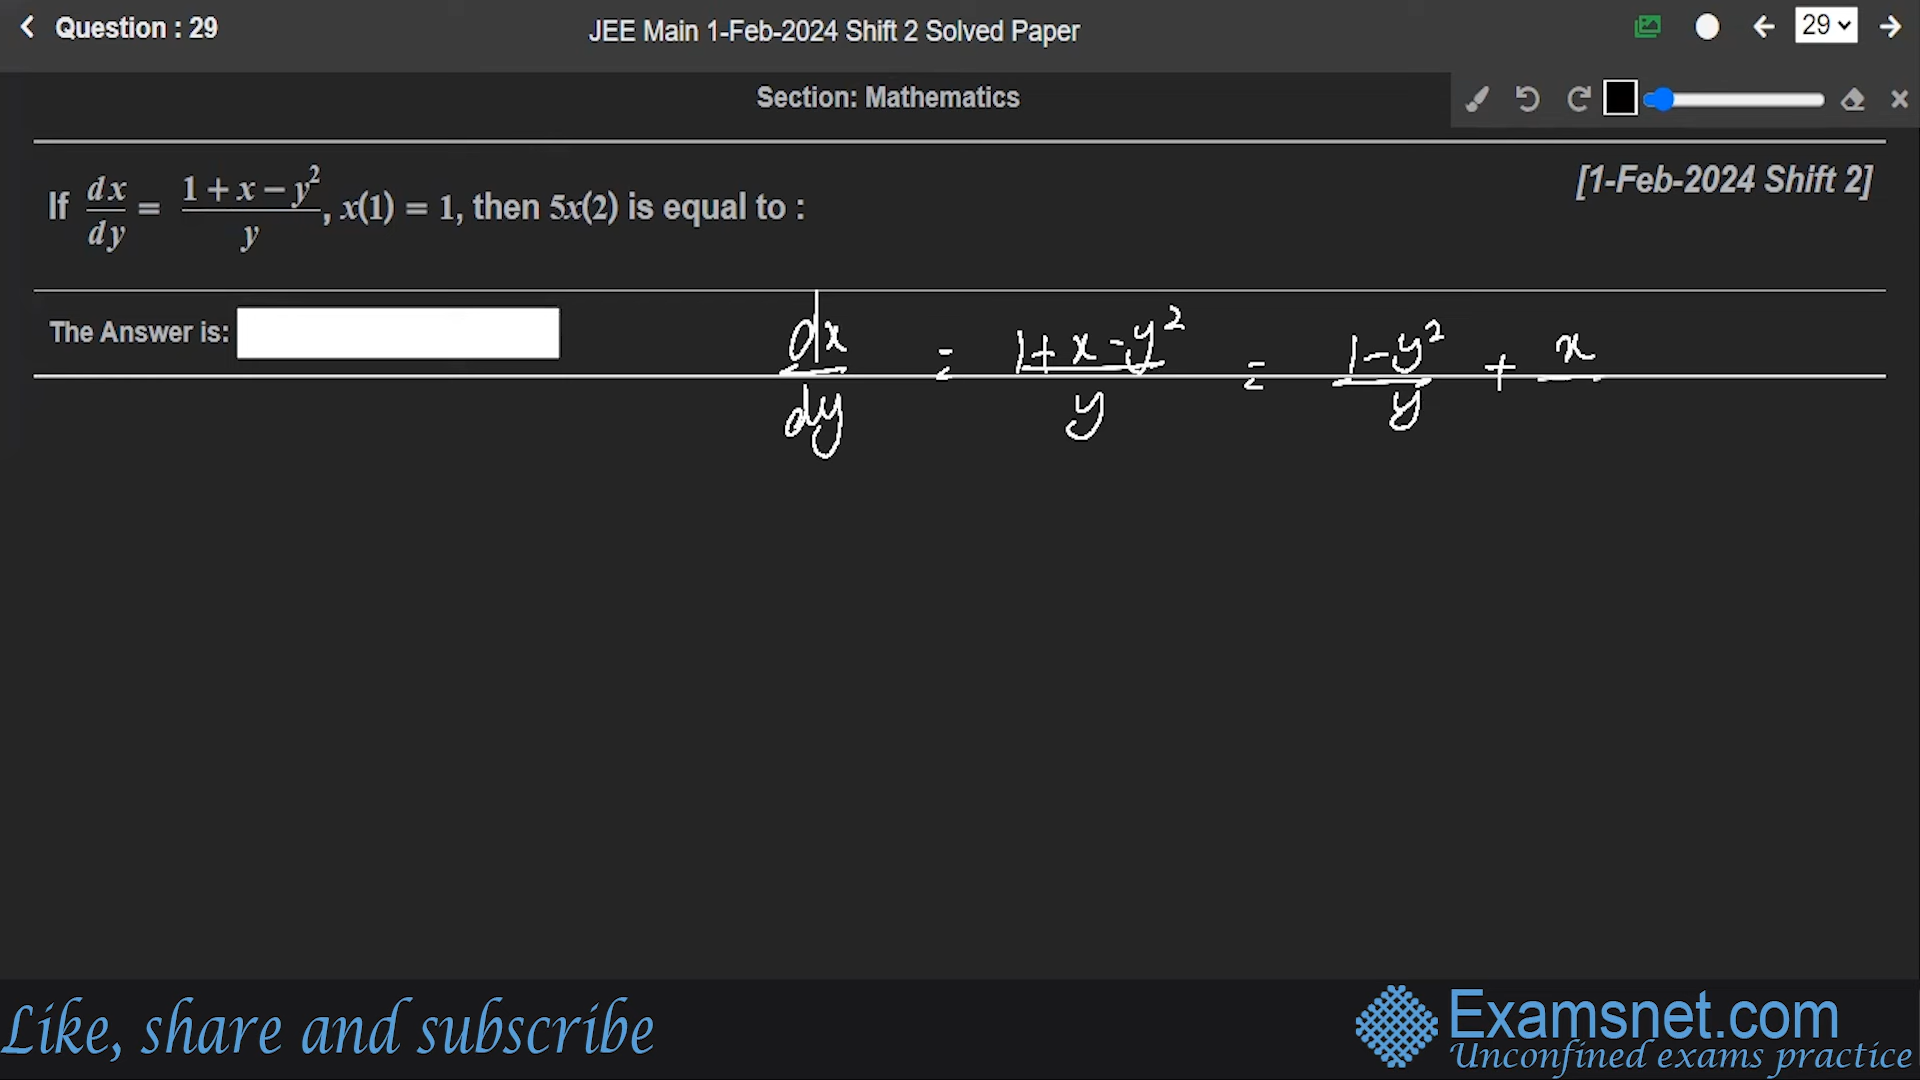 Question : 29
JEE Main 1-Feb-2024 Shift 2 Solved Paper
29
Section: Mathematics
If dx/dy = (1 + x − y²)/y, x(1) = 1, then 5x(2) is equal to :
[1-Feb-2024 Shift 2]
The Answer is:
dx/dy = (1 + x − y²)/y = (1 − y²)/y + x
Like, share and subscribe
Examsnet.com
Unconfined exams practice